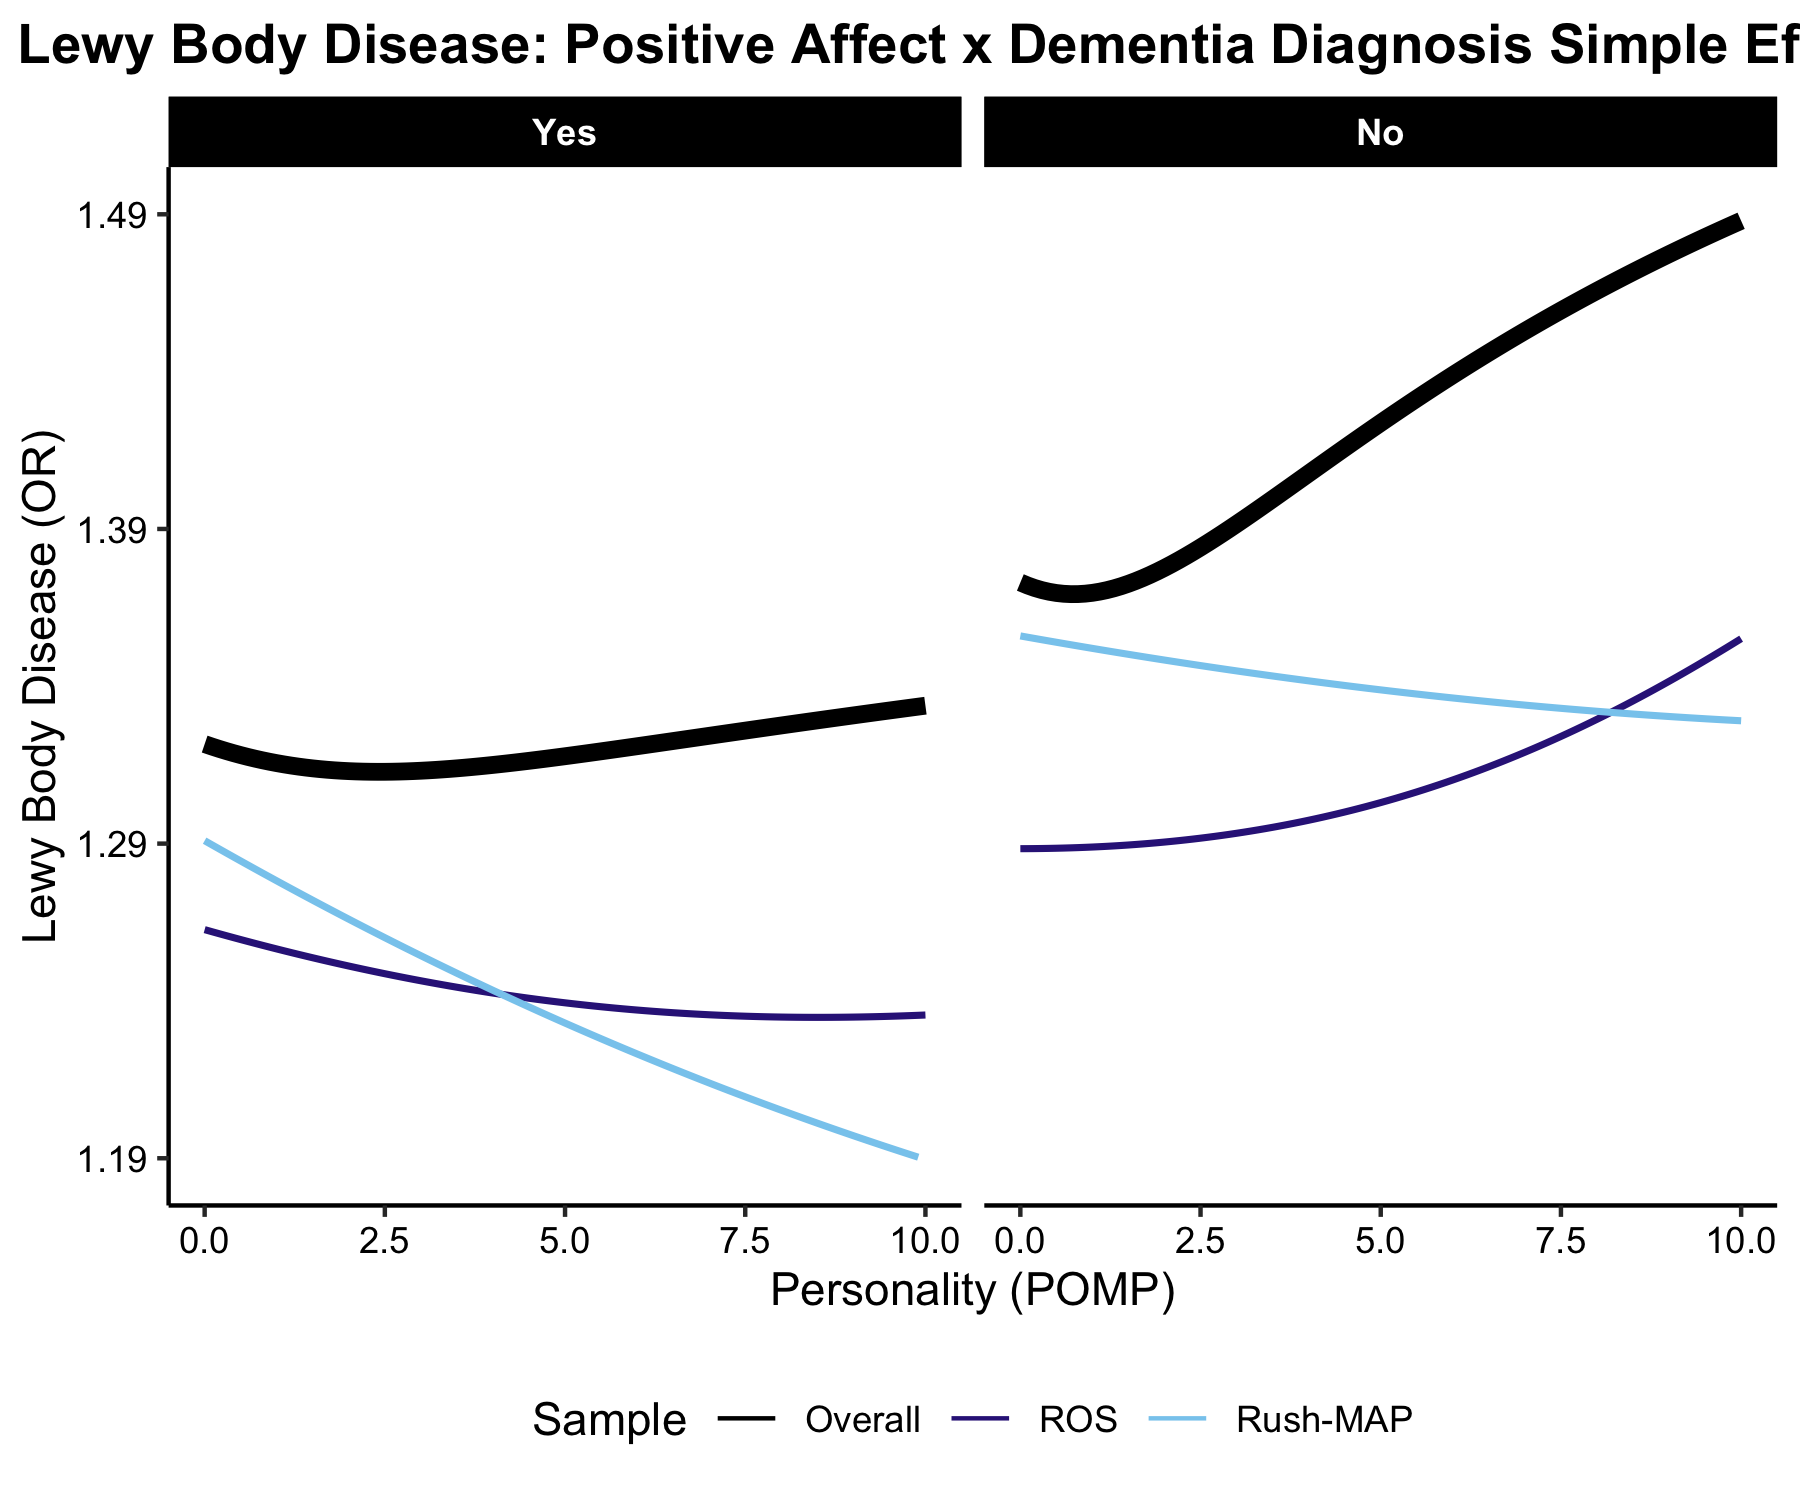 Lewy Body Disease: Positive Affect x Dementia Diagnosis Simple Ef
Yes No
1.49
1.39
1.29
1.19
Lewy Body Disease (OR)
0.0 2.5 5.0 7.5 10.0 0.0 2.5 5.0 7.5 10.0
Personality (POMP)
Sample Overall ROS Rush-MAP